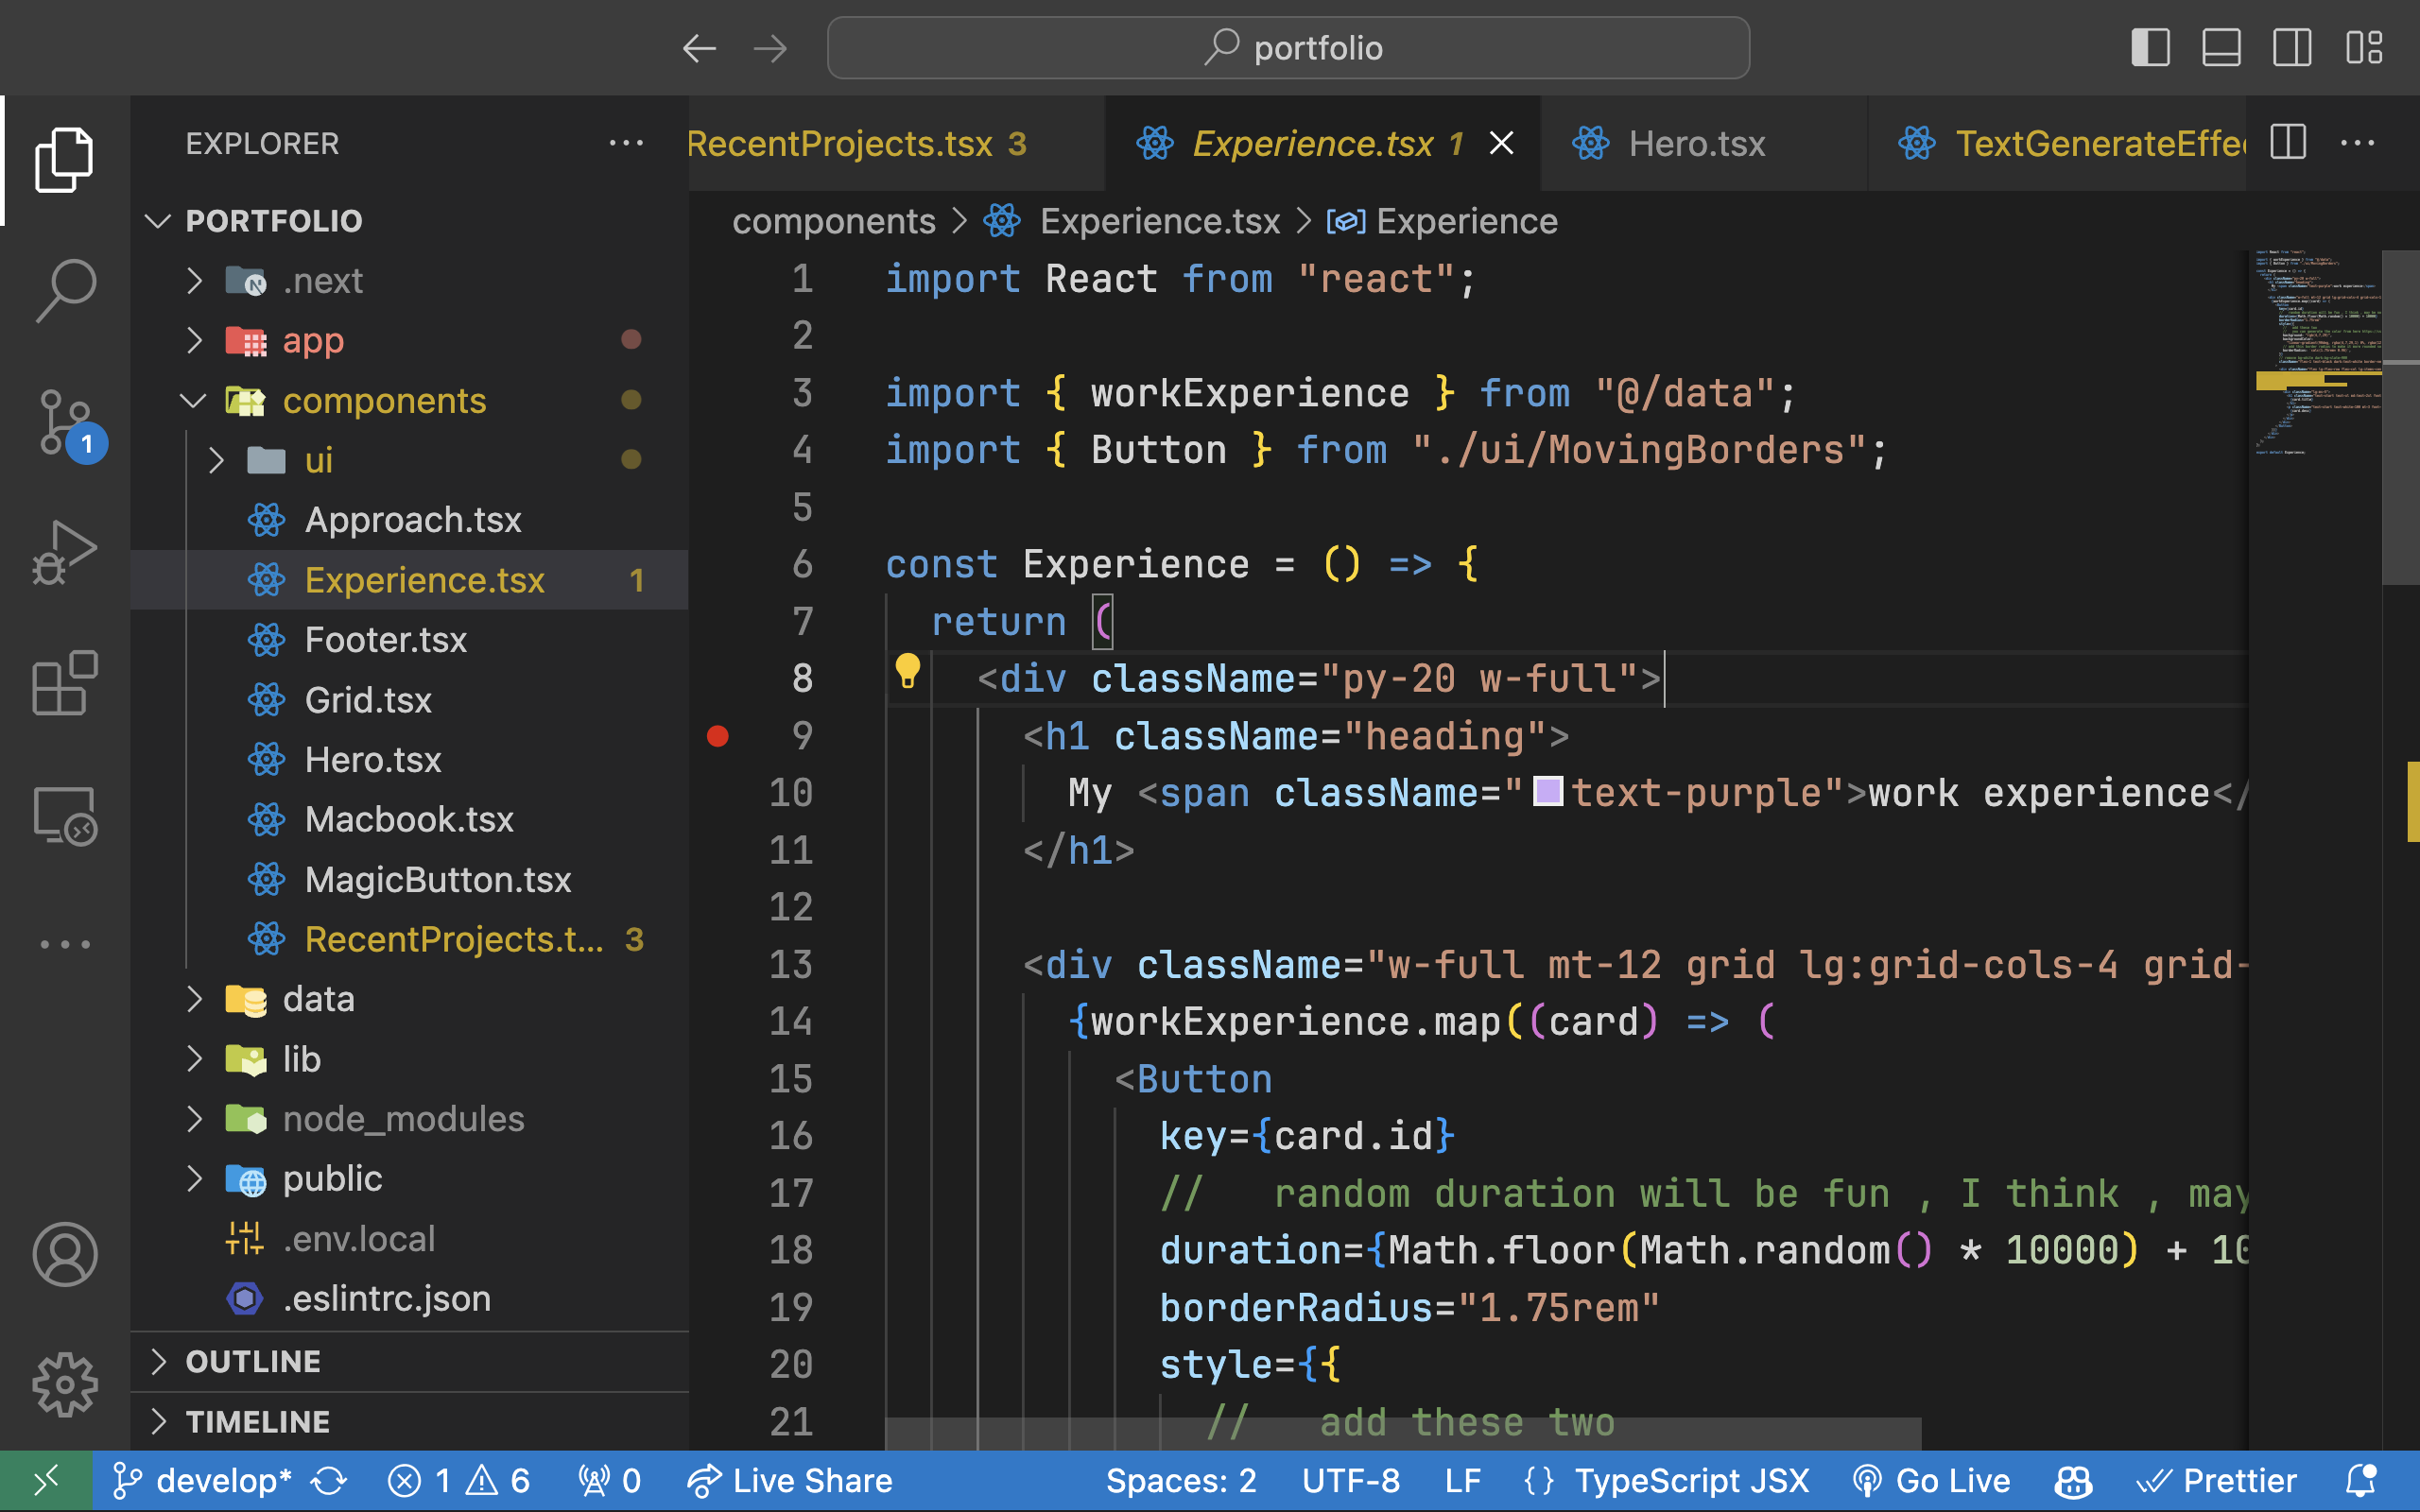 portfolio
EXPLORER
PORTFOLIO
.next
app
components
ui
Approach.tsx
Experience.tsx 1
Footer.tsx
Grid.tsx
Hero.tsx
Macbook.tsx
MagicButton.tsx
RecentProjects.t... 3
data
lib
node_modules
public
.env.local
.eslintrc.json
OUTLINE
TIMELINE
1
RecentProjects.tsx 3
Experience.tsx 1
Hero.tsx
TextGenerateEffe
components > Experience.tsx > Experience
1 import React from "react";
2
3 import { workExperience } from "@/data";
4 import { Button } from "./ui/MovingBorders";
5
6 const Experience = () => {
7 return (
8 <div className="py-20 w-full">
9 <h1 className="heading">
10 My <span className="text-purple">work experience</
11 </h1>
12
13 <div className="w-full mt-12 grid lg:grid-cols-4 grid-
14 {workExperience.map((card) => (
15 <Button
16 key={card.id}
17 //   random duration will be fun , I think , may
18 duration={Math.floor(Math.random() * 10000) + 10
19 borderRadius="1.75rem"
20 style={{
21 //   add these two
develop* 1 6 0 Live Share Spaces: 2 UTF-8 LF {} TypeScript JSX Go Live Prettier